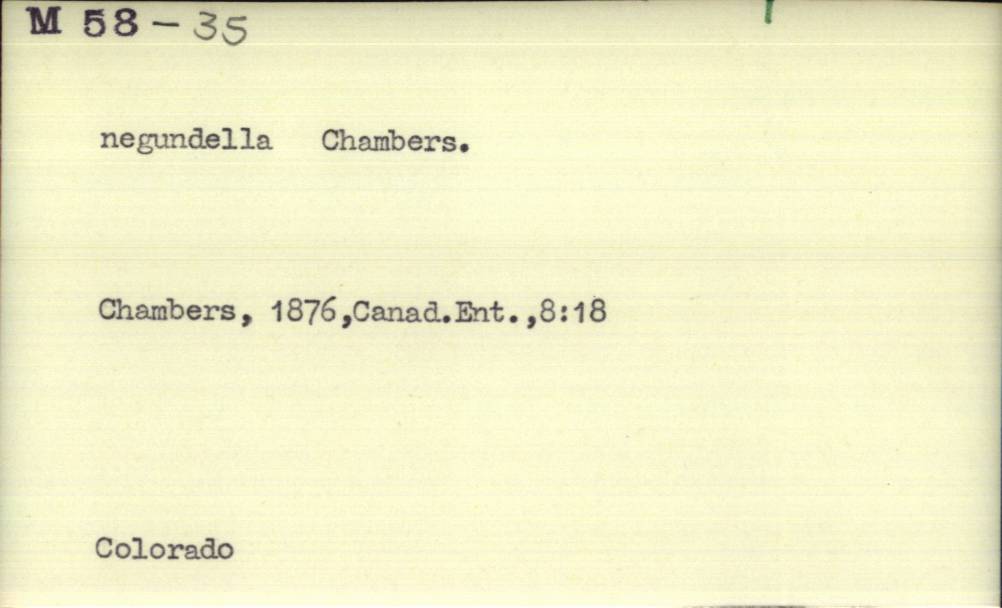 M 58 - 35
negundella Chambers.
Chambers, 1876,Canad.Ent.,8:18
Colorado